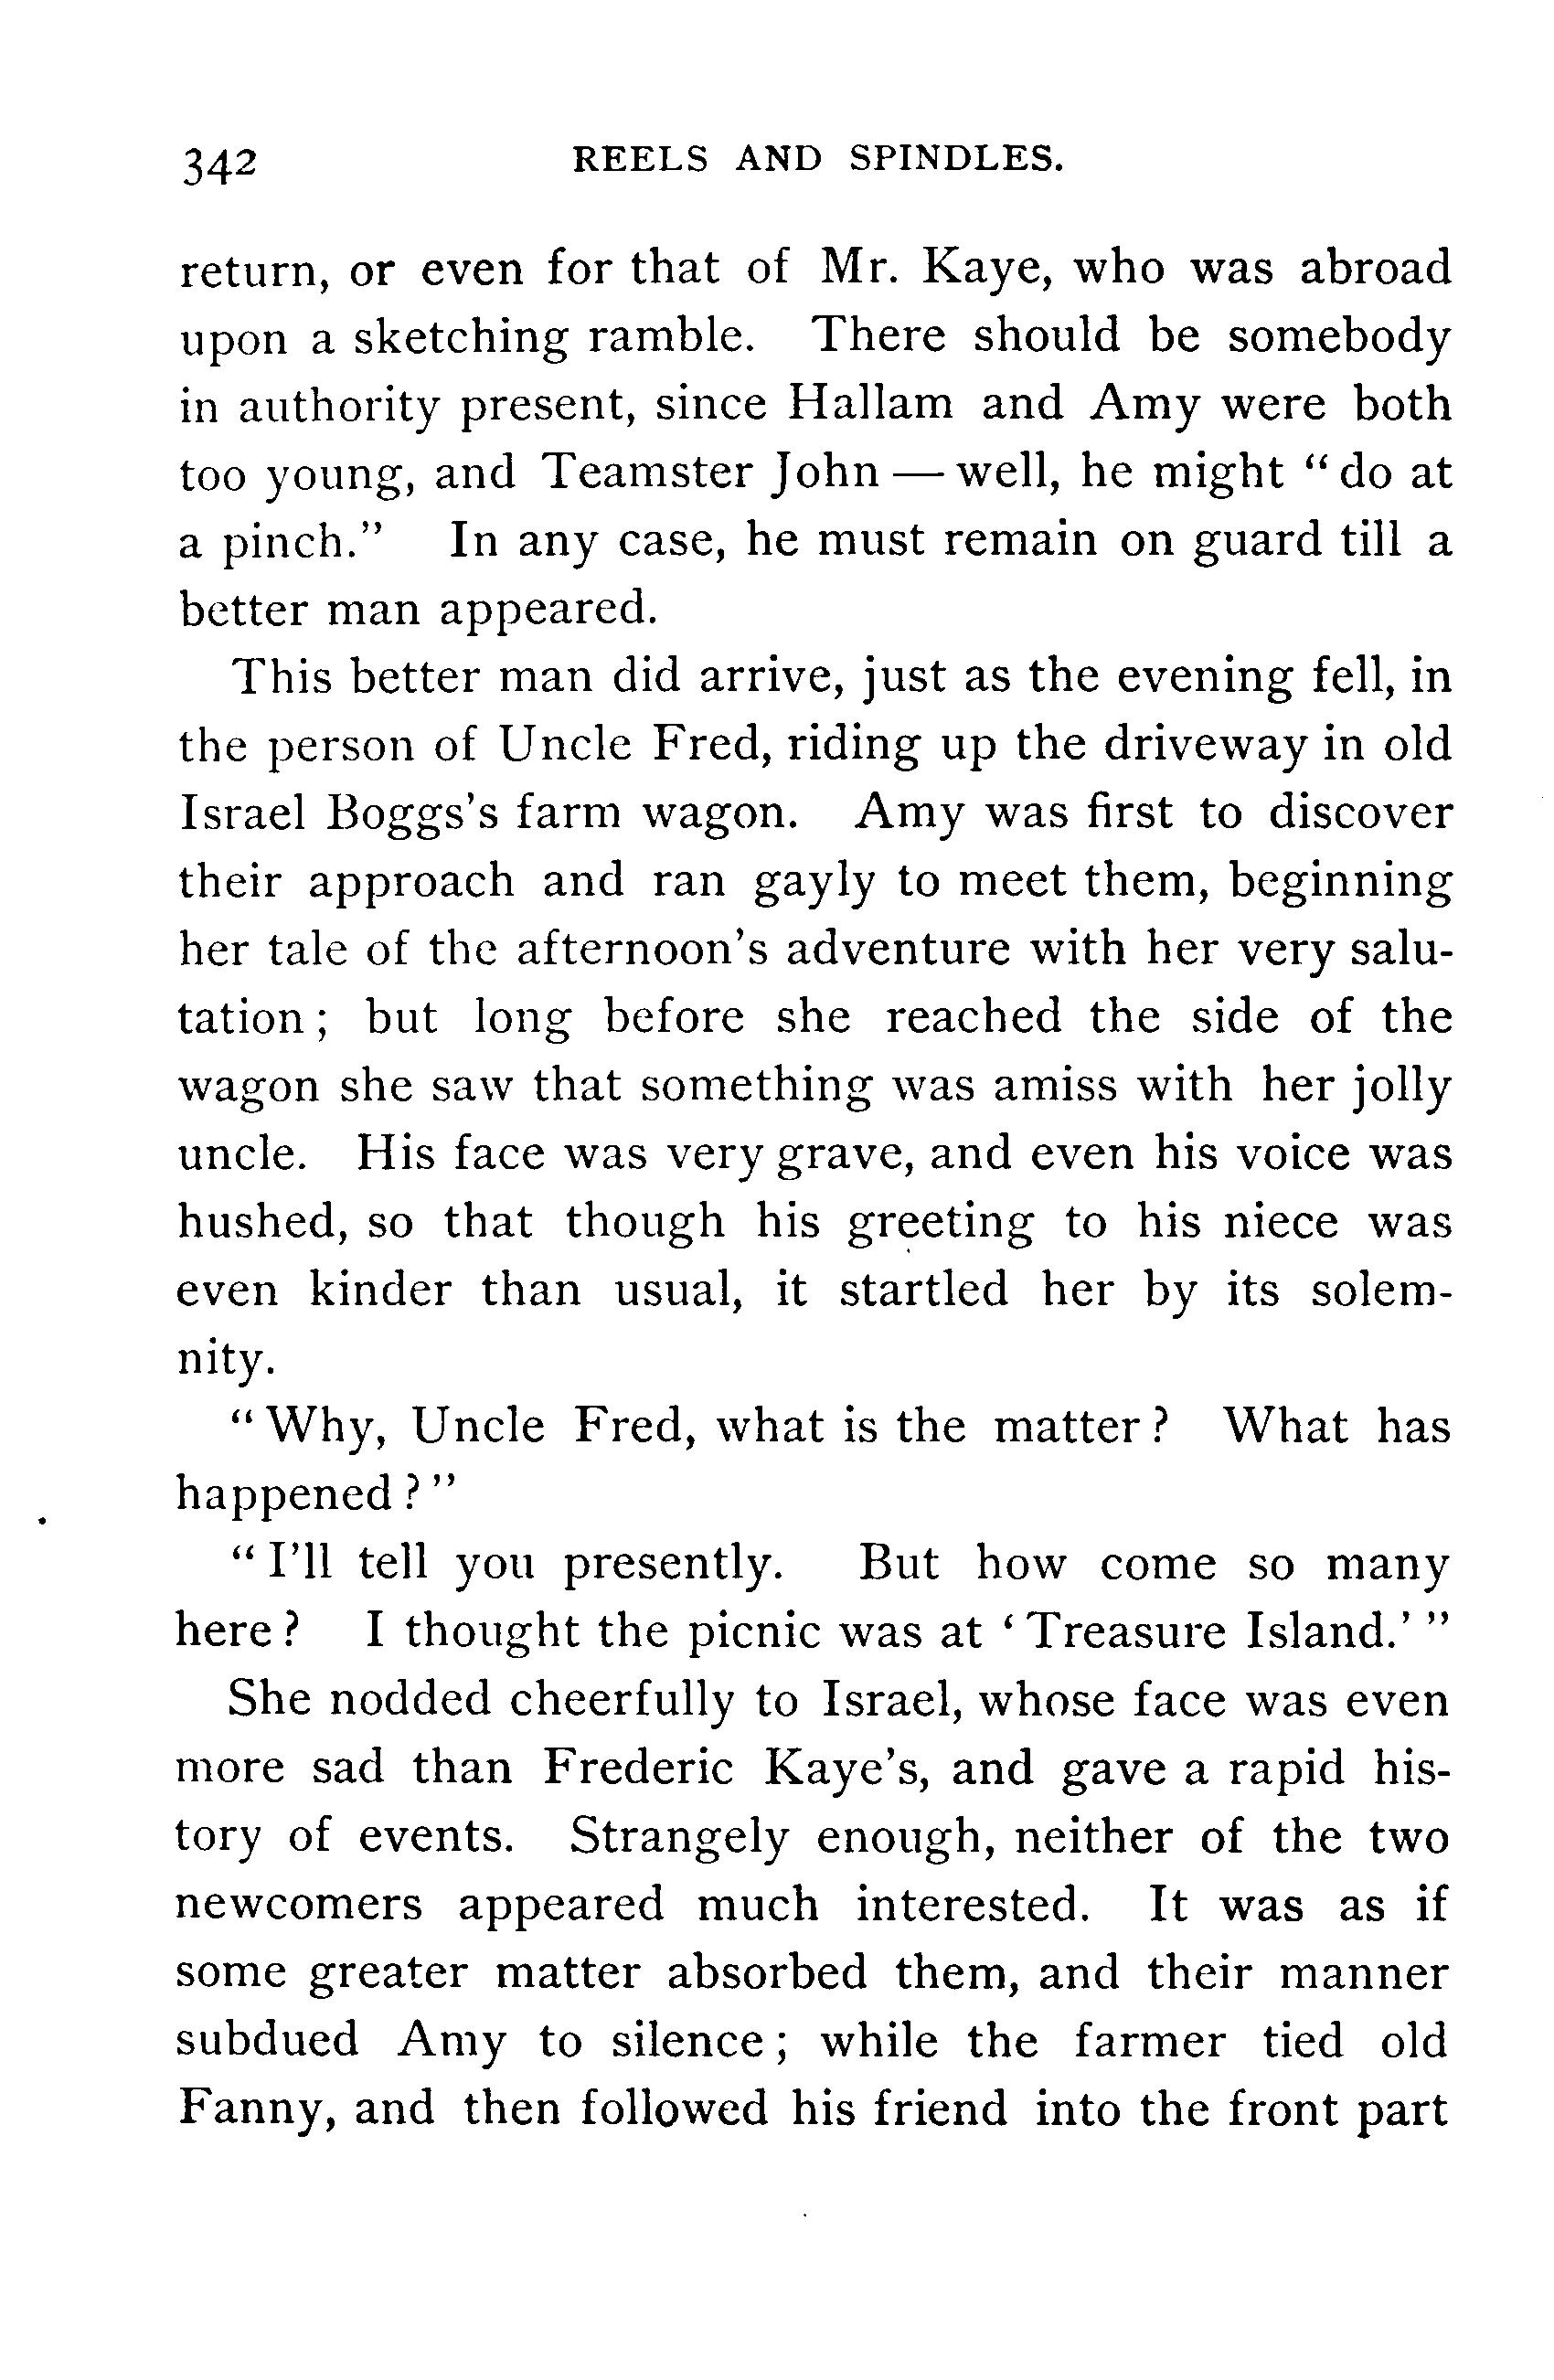 342 REELS AND SPINDLES.
return, or even for that of Mr. Kaye, who was abroad
upon a sketching ramble. There should be somebody
in authority present, since Hallam and Amy were both
too young, and Teamster John — well, he might “do at
a pinch.” In any case, he must remain on guard till a
better man appeared.
This better man did arrive, just as the evening fell, in
the person of Uncle Fred, riding up the driveway in old
Israel Boggs’s farm wagon. Amy was first to discover
their approach and ran gayly to meet them, beginning
her tale of the afternoon’s adventure with her very salu-
tation; but long before she reached the side of the
wagon she saw that something was amiss with her jolly
uncle. His face was very grave, and even his voice was
hushed, so that though his greeting to his niece was
even kinder than usual, it startled her by its solem-
nity.
“Why, Uncle Fred, what is the matter? What has
happened?”
“I’ll tell you presently. But how come so many
here? I thought the picnic was at ‘Treasure Island.’”
She nodded cheerfully to Israel, whose face was even
more sad than Frederic Kaye’s, and gave a rapid his-
tory of events. Strangely enough, neither of the two
newcomers appeared much interested. It was as if
some greater matter absorbed them, and their manner
subdued Amy to silence; while the farmer tied old
Fanny, and then followed his friend into the front part